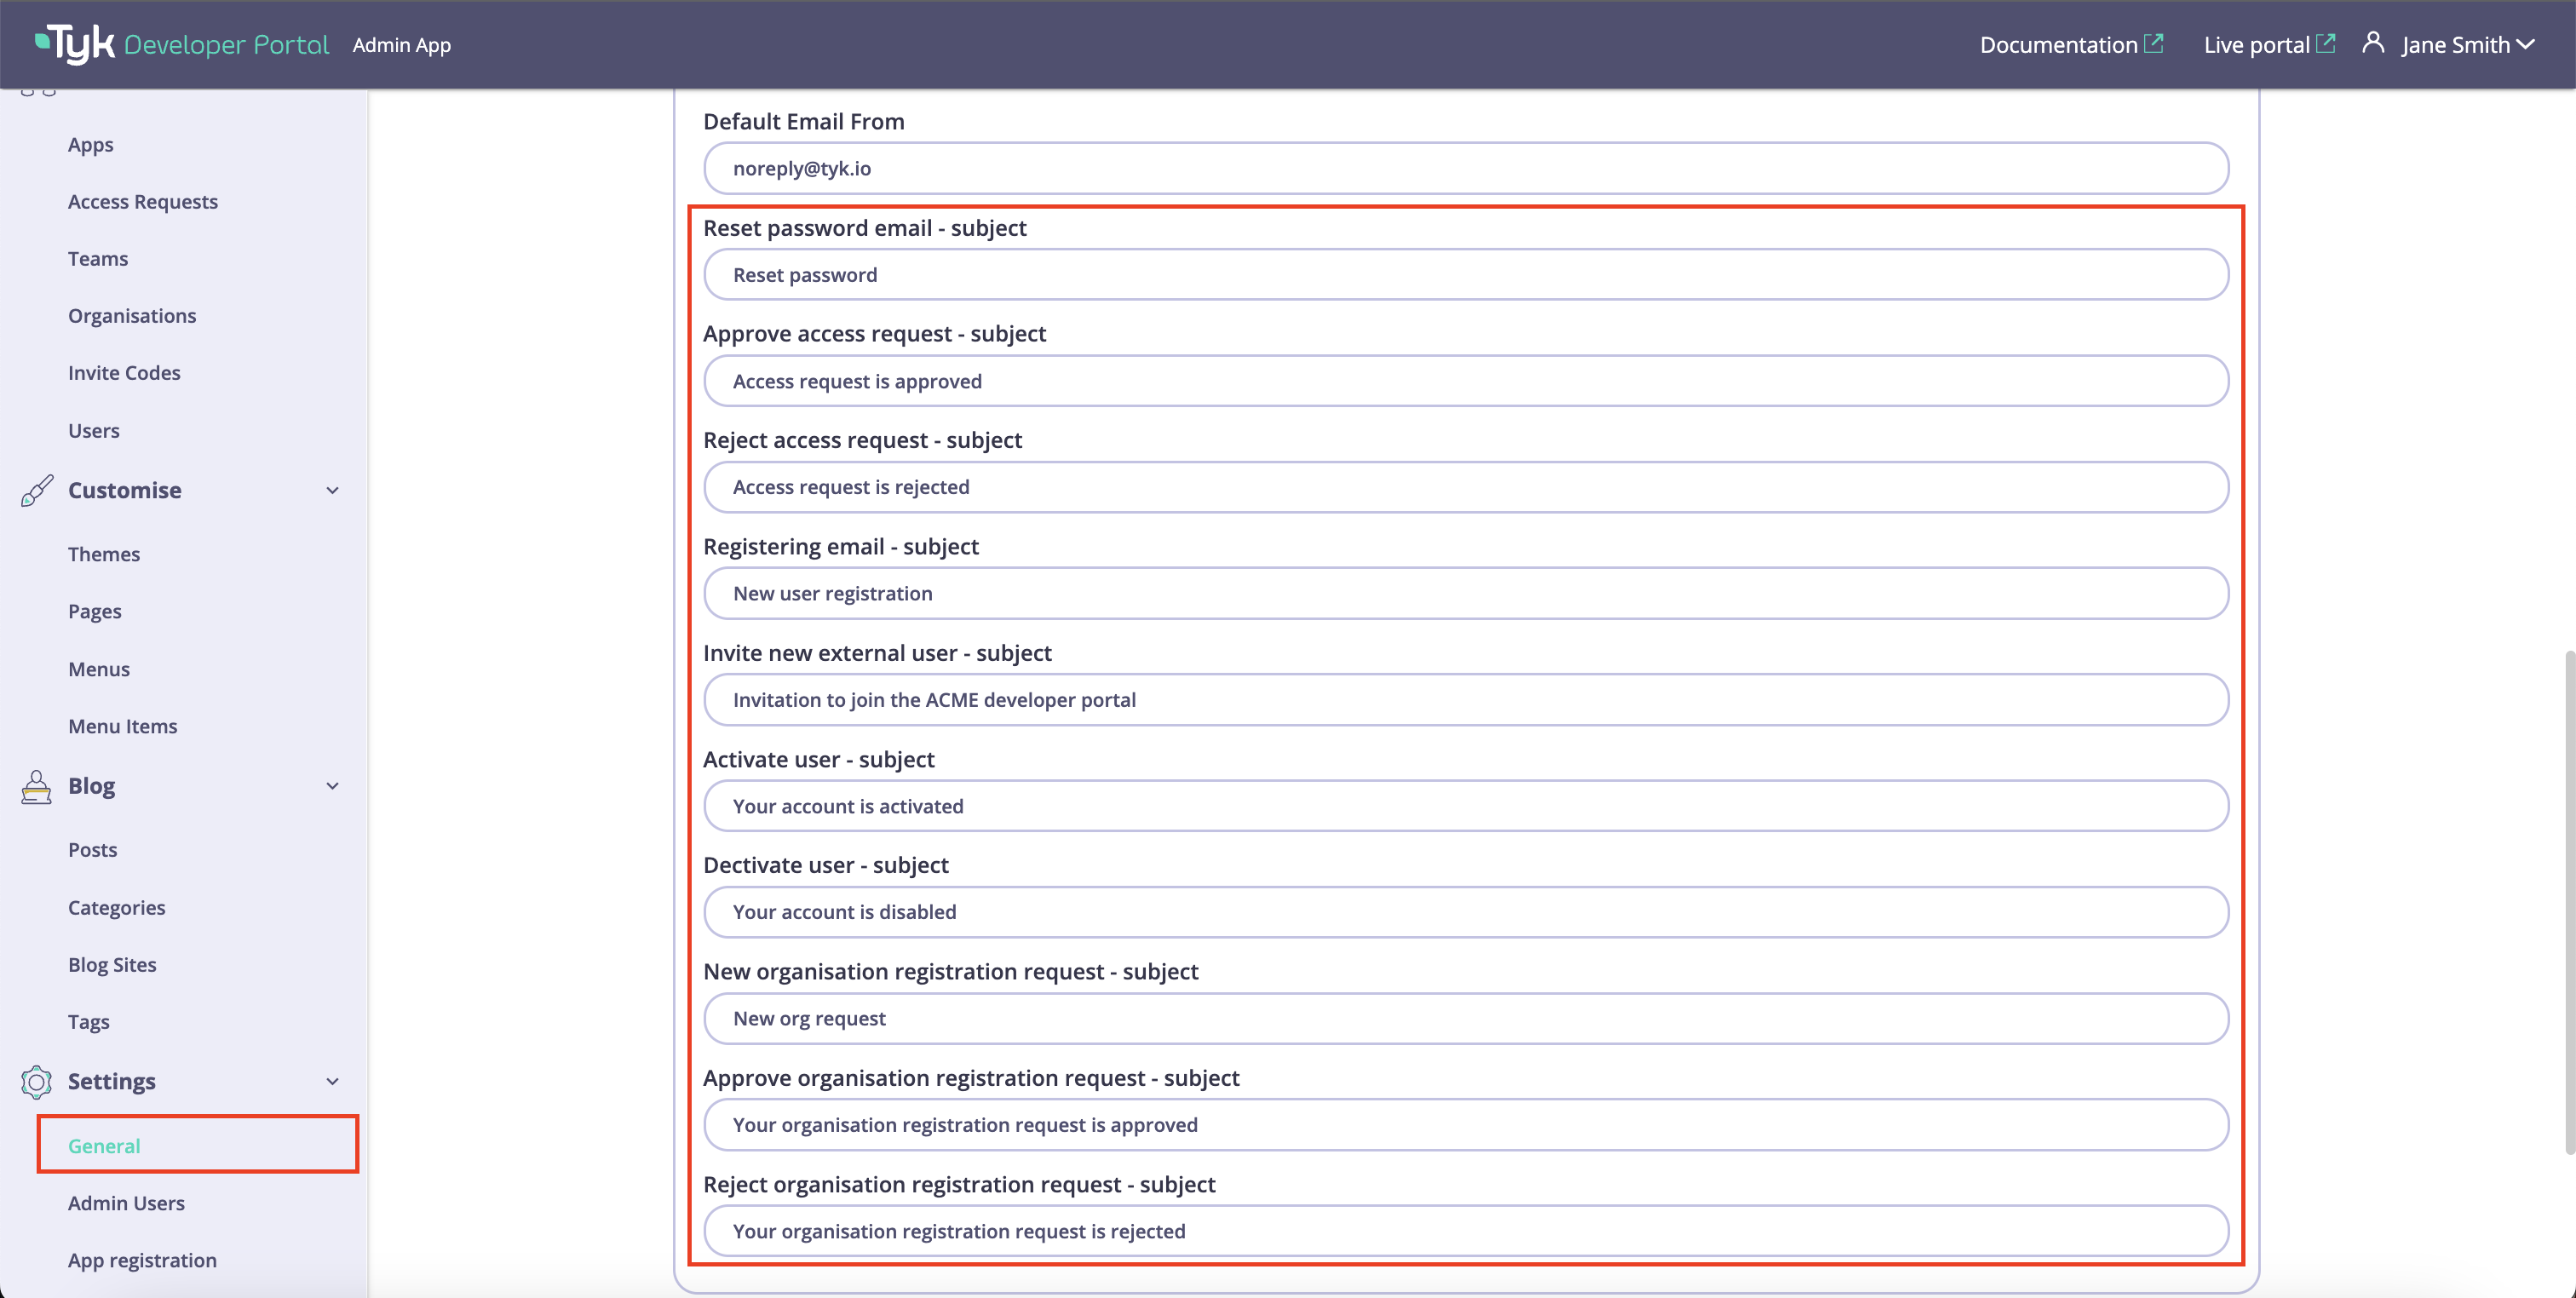 Tyk Developer Portal Admin App Documentation Live portal Jane Smith
Apps
Access Requests
Teams
Organisations
Invite Codes
Users
Customise
Themes
Pages
Menus
Menu Items
Blog
Posts
Categories
Blog Sites
Tags
Settings
General
Admin Users
App registration
Default Email From
noreply@tyk.io
Reset password email - subject
Reset password
Approve access request - subject
Access request is approved
Reject access request - subject
Access request is rejected
Registering email - subject
New user registration
Invite new external user - subject
Invitation to join the ACME developer portal
Activate user - subject
Your account is activated
Dectivate user - subject
Your account is disabled
New organisation registration request - subject
New org request
Approve organisation registration request - subject
Your organisation registration request is approved
Reject organisation registration request - subject
Your organisation registration request is rejected